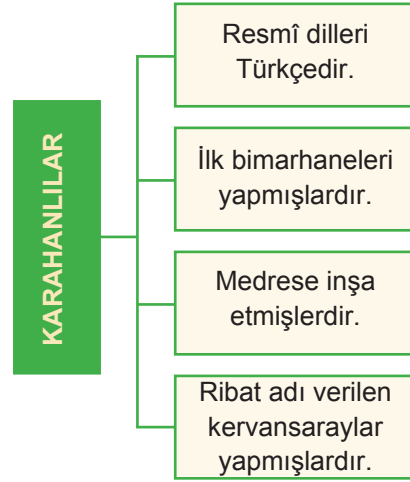 KARAHANLILAR
Resmî dilleri
Türkçedir.
İlk bimarhaneleri
yapmışlardır.
Medrese inşa
etmişlerdir.
Ribat adı verilen
kervansaraylar
yapmışlardır.